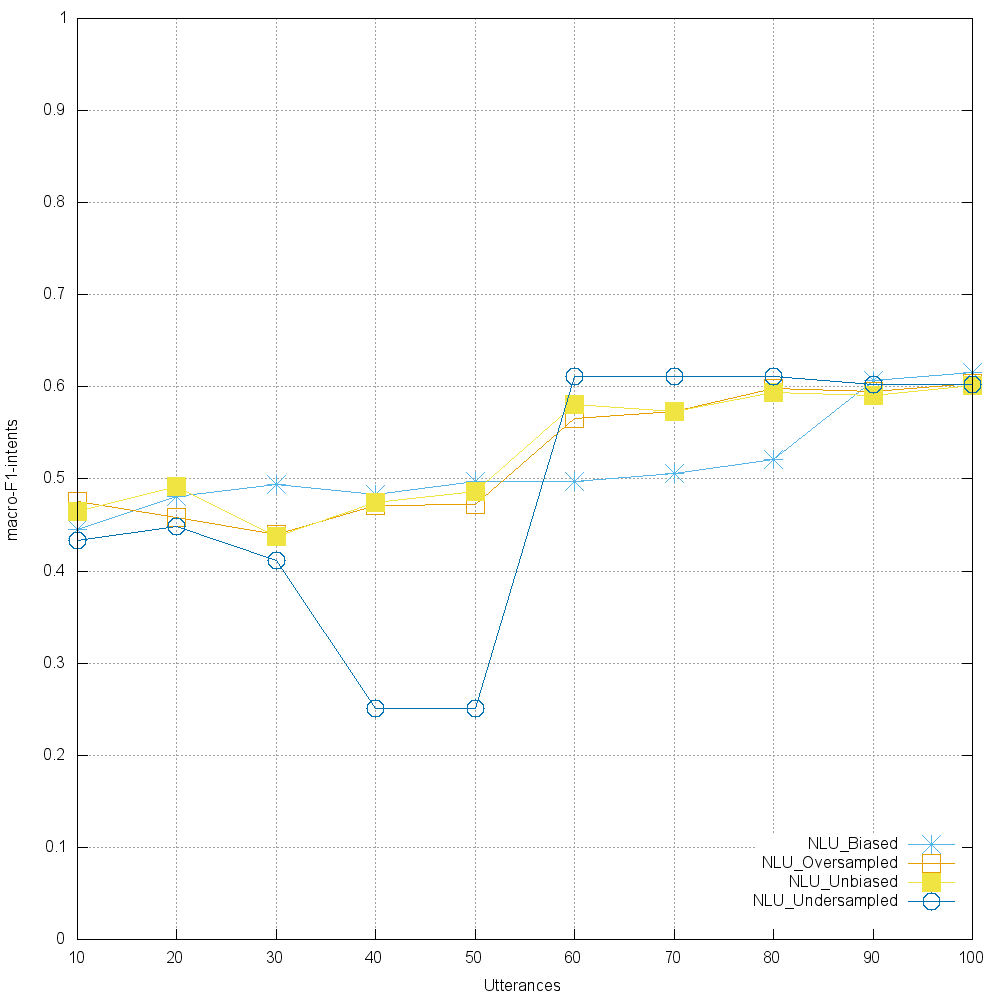 1
0.9
0.8
0.7
0.6
0.5
0.4
0.3
0.2
0.1
0
macro-F1-intents
NLU_Biased
NLU_Oversampled
NLU_Unbiased
NLU_Undersampled
10 20 30 40 50 60 70 80 90 100
Utterances